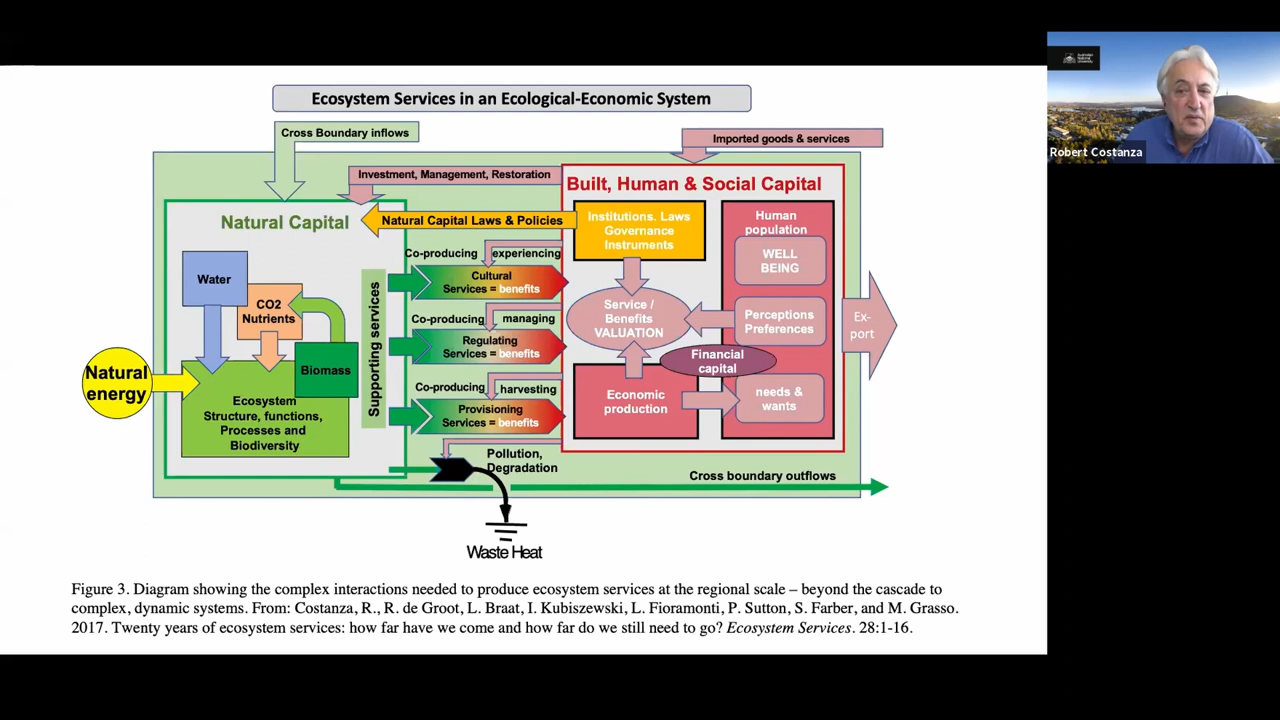 Ecosystem Services in an Ecological-Economic System
Cross Boundary inflows
Imported goods & services
Investment, Management, Restoration
Built, Human & Social Capital
Natural Capital
Natural Capital Laws & Policies
Institutions. Laws
Governance
Instruments
Human
population
WELL
BEING
Water
CO2
Nutrients
Biomass
Supporting services
Co-producing
experiencing
Cultural
Services = benefits
Co-producing
managing
Regulating
Services = benefits
Co-producing
harvesting
Provisioning
Services = benefits
Service /
Benefits
VALUATION
Perceptions
Preferences
Financial
capital
Economic
production
needs &
wants
Ex-
port
Natural
energy
Ecosystem
Structure, functions,
Processes and
Biodiversity
Pollution,
Degradation
Cross boundary outflows
Waste Heat
Figure 3. Diagram showing the complex interactions needed to produce ecosystem services at the regional scale – beyond the cascade to
complex, dynamic systems. From: Costanza, R., R. de Groot, L. Braat, I. Kubiszewski, L. Fioramonti, P. Sutton, S. Farber, and M. Grasso.
2017. Twenty years of ecosystem services: how far have we come and how far do we still need to go? Ecosystem Services. 28:1-16.
Australian
National
University
Robert Costanza